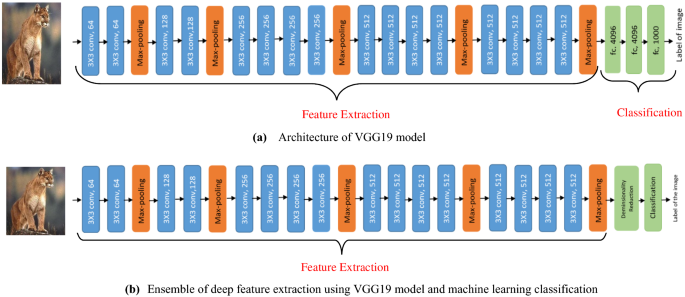 3X3 conv, 64
3X3 conv, 64
Max-pooling
3X3 conv, 128
3X3 conv, 128
Max-pooling
3X3 conv, 256
3X3 conv, 256
3X3 conv, 256
3X3 conv, 256
Max-pooling
3X3 conv, 512
3X3 conv, 512
3X3 conv, 512
3X3 conv, 512
Max-pooling
3X3 conv, 512
3X3 conv, 512
3X3 conv, 512
3X3 conv, 512
Max-pooling
fc, 4096
fc, 4096
fc, 1000
Label of image
Feature Extraction
Classification
(a) Architecture of VGG19 model
3X3 conv, 64
3X3 conv, 64
Max-pooling
3X3 conv, 128
3X3 conv,128
Max-pooling
3X3 conv, 256
3X3 conv, 256
3X3 conv, 256
3X3 conv, 256
Max-pooling
3X3 conv, 512
3X3 conv, 512
3X3 conv, 512
3X3 conv, 512
Max-pooling
3X3 conv, 512
3X3 conv, 512
3X3 conv, 512
3X3 conv, 512
Max-pooling
Deminsionality
Reduction
Classification
Label of the image
Feature Extraction
(b) Ensemble of deep feature extraction using VGG19 model and machine learning classification